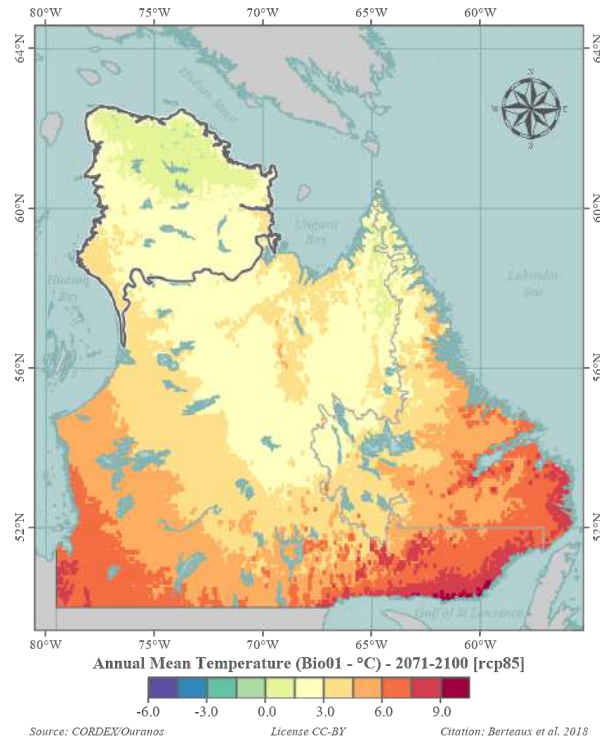 80°W 75°W 70°W 65°W 60°W
64°N 64°N
Hudson Strait
N
W E
S
60°N 60°N
Ungava
Bay
Hudson
Bay
Labrador
Sea
56°N 56°N
52°N 52°N
Gulf of St Lawrence
80°W 75°W 70°W 65°W 60°W
Annual Mean Temperature (Bio01 - °C) - 2071-2100 [rcp85]
-6.0 -3.0 0.0 3.0 6.0 9.0
Source: CORDEX/Ouranos License CC-BY Citation: Berteaux et al. 2018